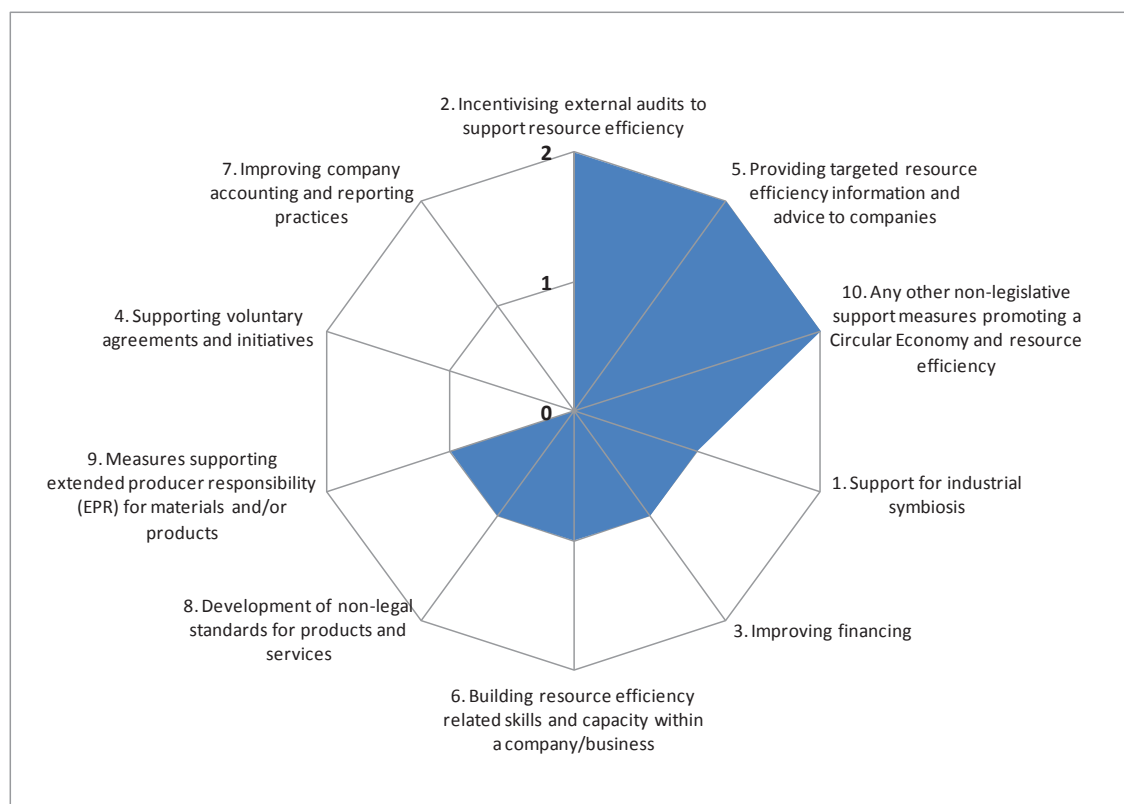 2. Incentivising external audits to
support resource efficiency
2
7. Improving company
accounting and reporting
practices
5. Providing targeted resource
efficiency information and
advice to companies
1
4. Supporting voluntary
agreements and initiatives
10. Any other non-legislative
support measures promoting a
Circular Economy and resource
efficiency
0
9. Measures supporting
extended producer responsibility
(EPR) for materials and/or
products
1. Support for industrial
symbiosis
8. Development of non-legal
standards for products and
services
3. Improving financing
6. Building resource efficiency
related skills and capacity within
a company/business